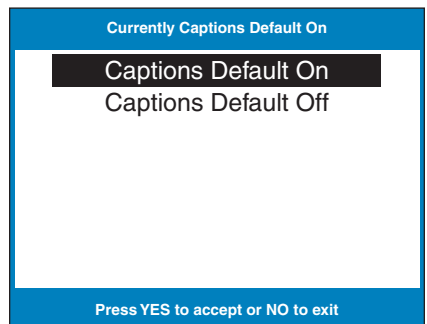 Currently Captions Default On
Captions Default On
Captions Default Off
Press YES to accept or NO to exit